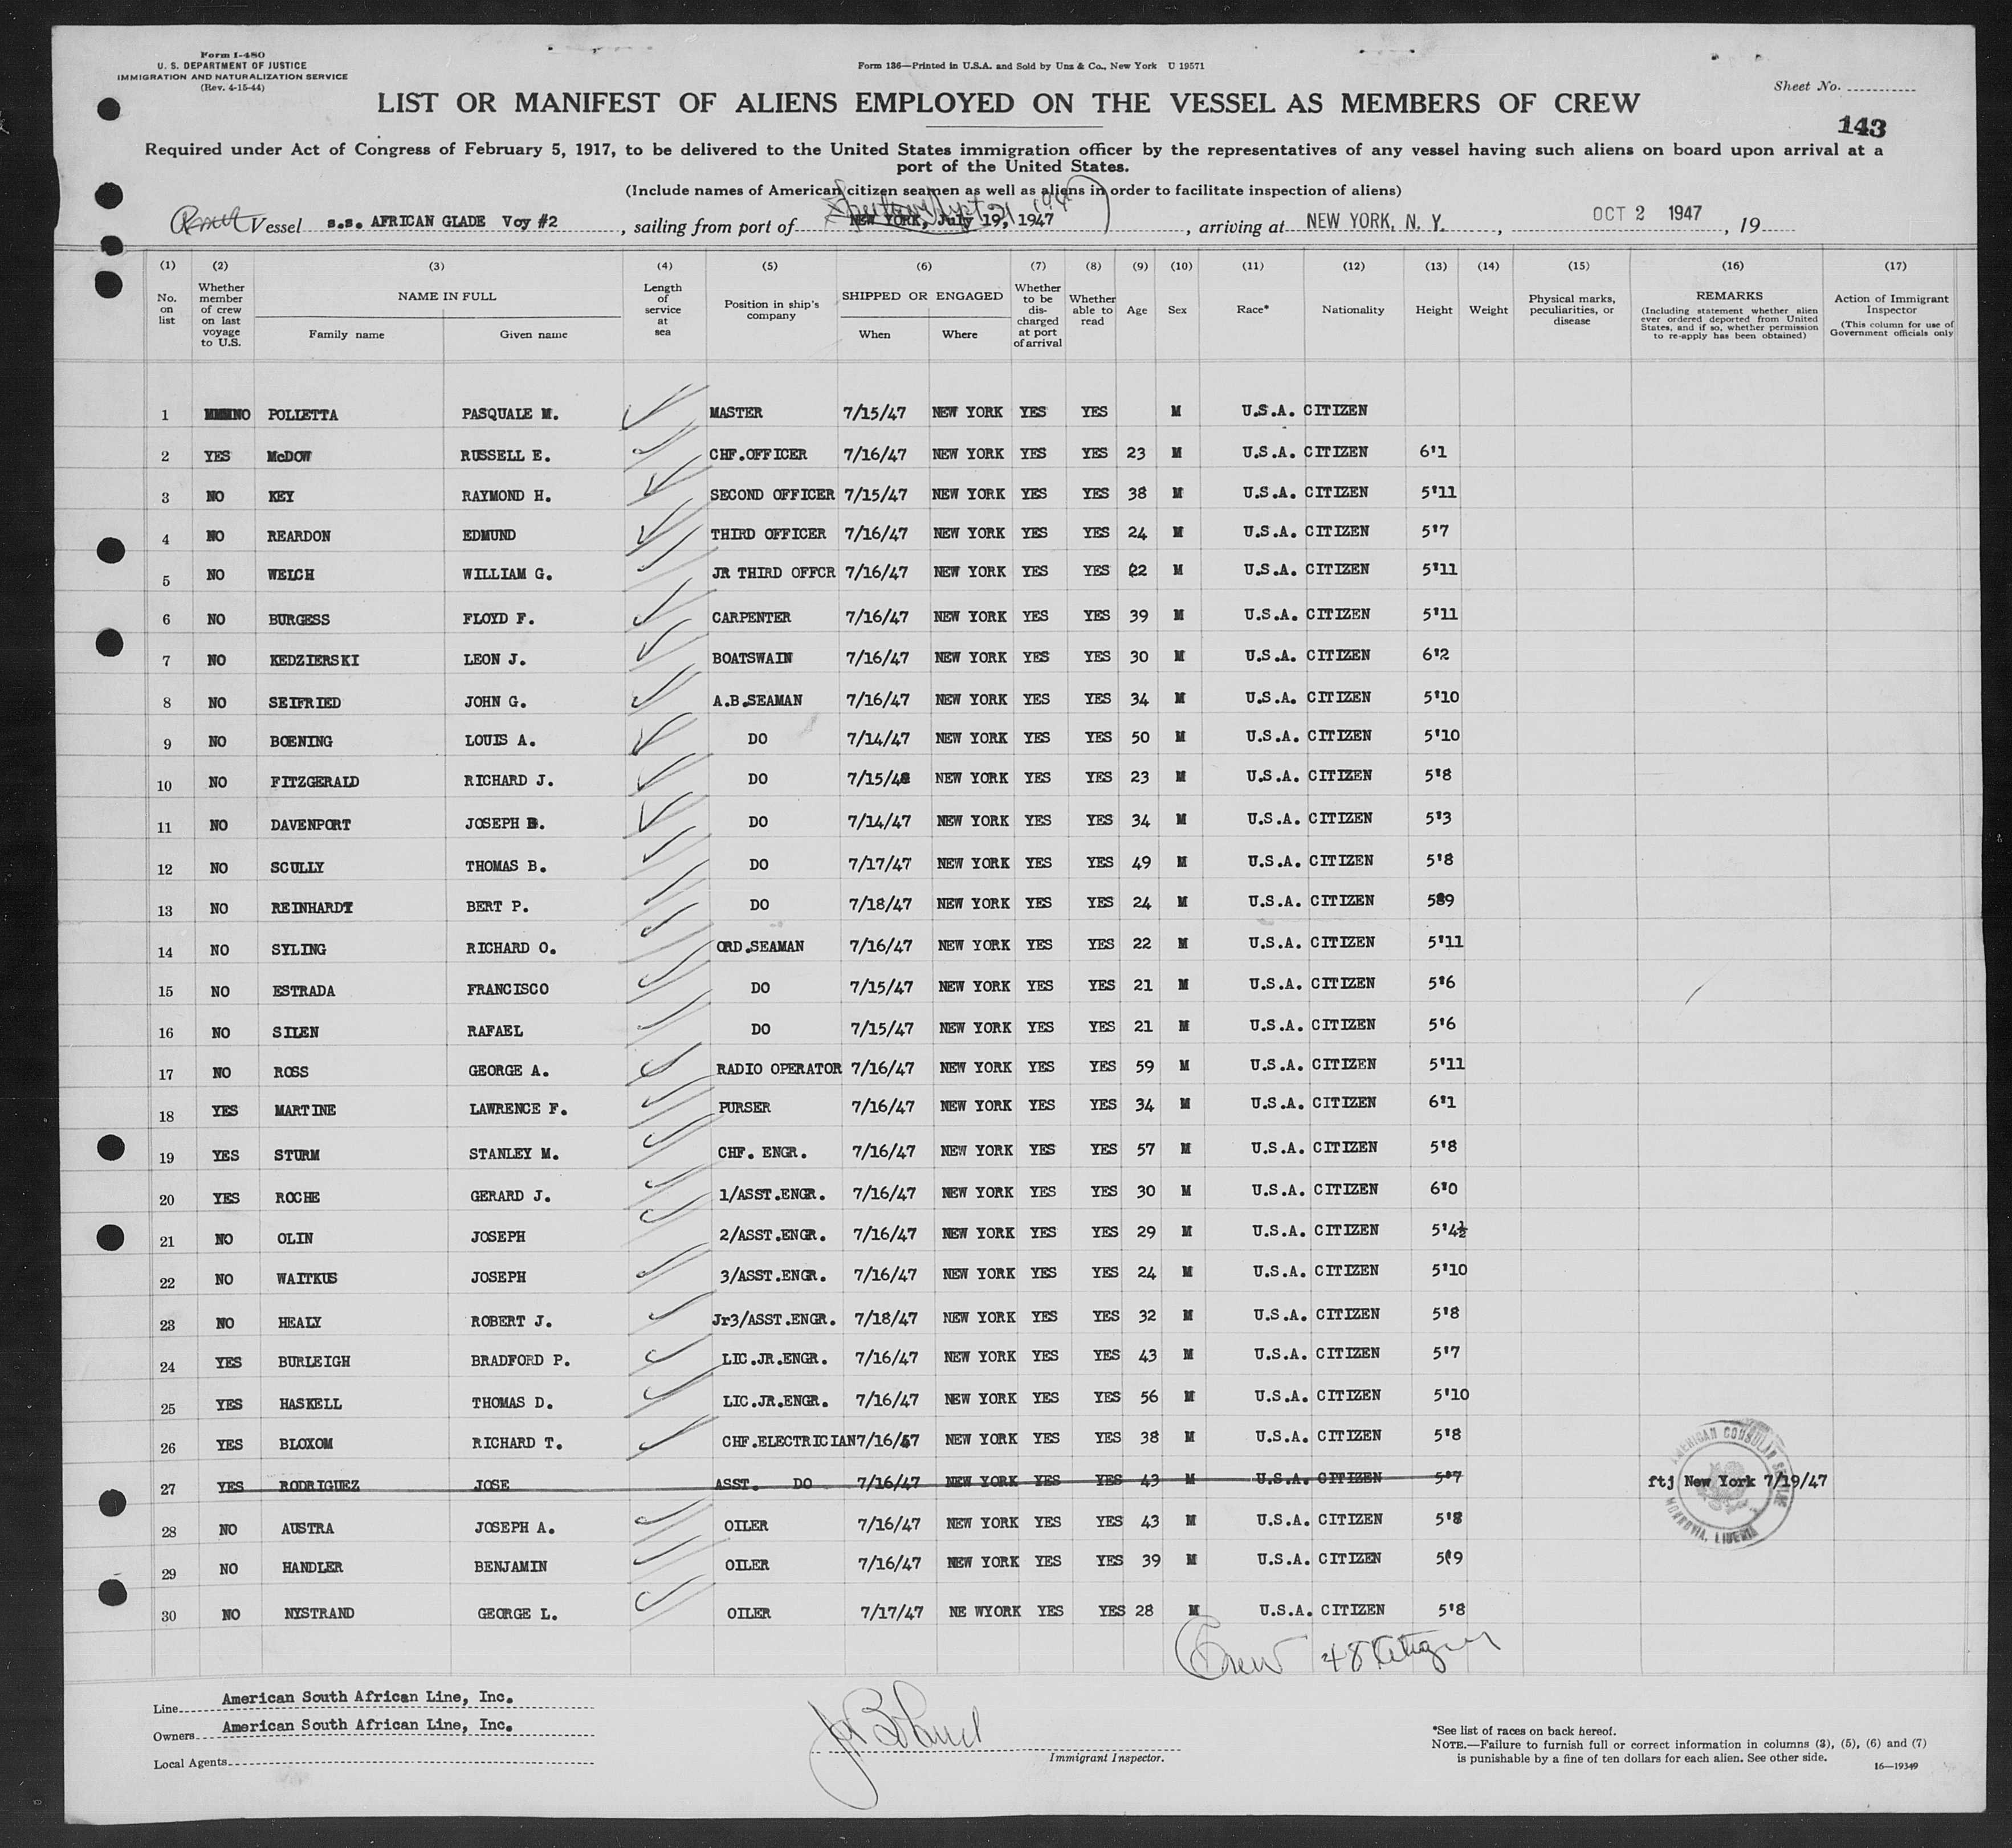 Form I-480
U. S. DEPARTMENT OF JUSTICE
IMMIGRATION AND NATURALIZATION SERVICE
(Rev. 4-15-44)
Form 136—Printed in U.S.A. and Sold by Unz & Co., New York U 19571
Sheet No.
LIST OR MANIFEST OF ALIENS EMPLOYED ON THE VESSEL AS MEMBERS OF CREW
143
Required under Act of Congress of February 5, 1917, to be delivered to the United States immigration officer by the representatives of any vessel having such aliens on board upon arrival at a
port of the United States.
(Include names of American citizen seamen as well as aliens in order to facilitate inspection of aliens)
Vessel s.s. AFRICAN GLADE Voy #2, sailing from port of NEW YORK, July 19, 1947, arriving at NEW YORK, N. Y., OCT 2 1947, 19
(1) (2) (3) (4) (5) (6) (7) (8) (9) (10) (11) (12) (13) (14) (15) (16) (17)
No. on list
Whether member of crew on last voyage to U.S.
NAME IN FULL
Family name
Given name
Length of service at sea
Position in ship's company
SHIPPED OR ENGAGED
When
Where
Whether to be discharged at port of arrival
Whether able to read
Age
Sex
Race*
Nationality
Height
Weight
Physical marks, peculiarities, or disease
REMARKS
(Including statement whether alien ever ordered deported from United States, and if so, whether permission to re-apply has been obtained)
Action of Immigrant Inspector
(This column for use of Government officials only
1 NO POLLETTA PASQUALE M. MASTER 7/15/47 NEW YORK YES YES M U.S.A. CITIZEN
2 YES McDOW RUSSELL E. CHF.OFFICER 7/16/47 NEW YORK YES YES 23 M U.S.A. CITIZEN 6'1
3 NO KEY RAYMOND H. SECOND OFFICER 7/15/47 NEW YORK YES YES 38 M U.S.A. CITIZEN 5'11
4 NO REARDON EDMUND THIRD OFFICER 7/16/47 NEW YORK YES YES 24 M U.S.A. CITIZEN 5'7
5 NO WELCH WILLIAM G. JR THIRD OFFCR 7/16/47 NEW YORK YES YES 22 M U.S.A. CITIZEN 5'11
6 NO BURGESS FLOYD F. CARPENTER 7/16/47 NEW YORK YES YES 39 M U.S.A. CITIZEN 5'11
7 NO KEDZIERSKI LEON J. BOATSWAIN 7/16/47 NEW YORK YES YES 30 M U.S.A. CITIZEN 6'2
8 NO SEIFRIED JOHN G. A.B.SEAMAN 7/16/47 NEW YORK YES YES 34 M U.S.A. CITIZEN 5'10
9 NO BOENING LOUIS A. DO 7/14/47 NEW YORK YES YES 50 M U.S.A. CITIZEN 5'10
10 NO FITZGERALD RICHARD J. DO 7/15/48 NEW YORK YES YES 23 M U.S.A. CITIZEN 5'8
11 NO DAVENPORT JOSEPH B. DO 7/14/47 NEW YORK YES YES 34 M U.S.A. CITIZEN 5'3
12 NO SCULLY THOMAS B. DO 7/17/47 NEW YORK YES YES 49 M U.S.A. CITIZEN 5'8
13 NO REINHARDT BERT P. DO 7/18/47 NEW YORK YES YES 24 M U.S.A. CITIZEN 589
14 NO SYLING RICHARD O. ORD.SEAMAN 7/16/47 NEW YORK YES YES 22 M U.S.A. CITIZEN 5'11
15 NO ESTRADA FRANCISCO DO 7/15/47 NEW YORK YES YES 21 M U.S.A. CITIZEN 5'6
16 NO SILEN RAFAEL DO 7/15/47 NEW YORK YES YES 21 M U.S.A. CITIZEN 5'6
17 NO ROSS GEORGE A. RADIO OPERATOR 7/16/47 NEW YORK YES YES 59 M U.S.A. CITIZEN 5'11
18 YES MARTINE LAWRENCE F. PURSER 7/16/47 NEW YORK YES YES 34 M U.S.A. CITIZEN 6'1
19 YES STURM STANLEY M. CHF. ENGR. 7/16/47 NEW YORK YES YES 57 M U.S.A. CITIZEN 5'8
20 YES ROCHE GERARD J. 1/ASST.ENGR. 7/16/47 NEW YORK YES YES 30 M U.S.A. CITIZEN 6'0
21 NO OLIN JOSEPH 2/ASST.ENGR. 7/16/47 NEW YORK YES YES 29 M U.S.A. CITIZEN 5'4½
22 NO WAITKUS JOSEPH 3/ASST.ENGR. 7/16/47 NEW YORK YES YES 24 M U.S.A. CITIZEN 5'10
23 NO HEALY ROBERT J. Jr3/ASST.ENGR. 7/18/47 NEW YORK YES YES 32 M U.S.A. CITIZEN 5'8
24 YES BURLEIGH BRADFORD P. LIC.JR.ENGR. 7/16/47 NEW YORK YES YES 43 M U.S.A. CITIZEN 5'7
25 YES HASKELL THOMAS D. LIC.JR.ENGR. 7/16/47 NEW YORK YES YES 56 M U.S.A. CITIZEN 5'10
26 YES BLOXOM RICHARD T. CHF.ELECTRICIAN 7/16/47 NEW YORK YES YES 38 M U.S.A. CITIZEN 5'8
27 YES RODRIGUEZ JOSE ASST. DO 7/16/47 NEW YORK YES YES 43 M U.S.A. CITIZEN 5'7 ftj New York 7/19/47
AMERICAN CONSULAR SERVICE
MONROVIA, LIBERIA
28 NO AUSTRA JOSEPH A. OILER 7/16/47 NEW YORK YES YES 43 M U.S.A. CITIZEN 5'8
29 NO HANDLER BENJAMIN OILER 7/16/47 NEW YORK YES YES 39 M U.S.A. CITIZEN 5(9
30 NO NYSTRAND GEORGE L. OILER 7/17/47 NE WYORK YES YES 28 M U.S.A. CITIZEN 5'8
Crew 48
Line American South African Line, Inc.
Owners American South African Line, Inc.
Local Agents
Immigrant Inspector.
*See list of races on back hereof.
NOTE.—Failure to furnish full or correct information in columns (3), (5), (6) and (7)
is punishable by a fine of ten dollars for each alien. See other side.
16—19349